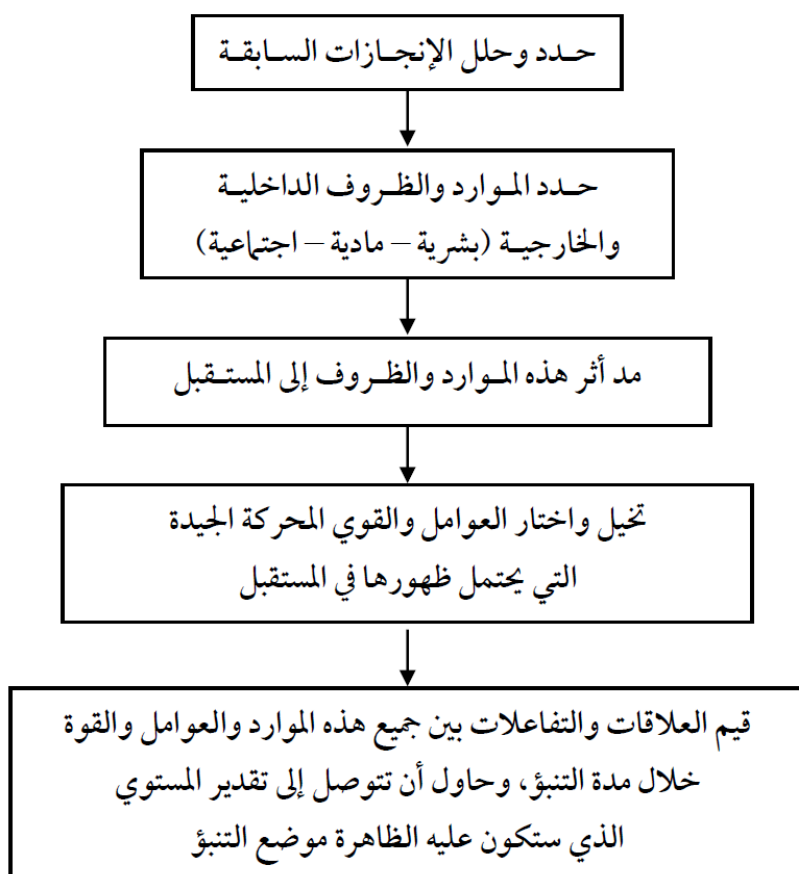 حدد وحلل الإنجازات السابقة
حدد الموارد والظروف الداخلية
والخارجية (بشرية – مادية – اجتماعية)
مد أثر هذه الموارد والظروف إلى المستقبل
تخيل واختار العوامل والقوي المحركة الجيدة
التي يحتمل ظهورها في المستقبل
قيم العلاقات والتفاعلات بين جميع هذه الموارد والعوامل والقوة
خلال مدة التنبؤ، وحاول أن تتوصل إلى تقدير المستوي
الذي ستكون عليه الظاهرة موضع التنبؤ